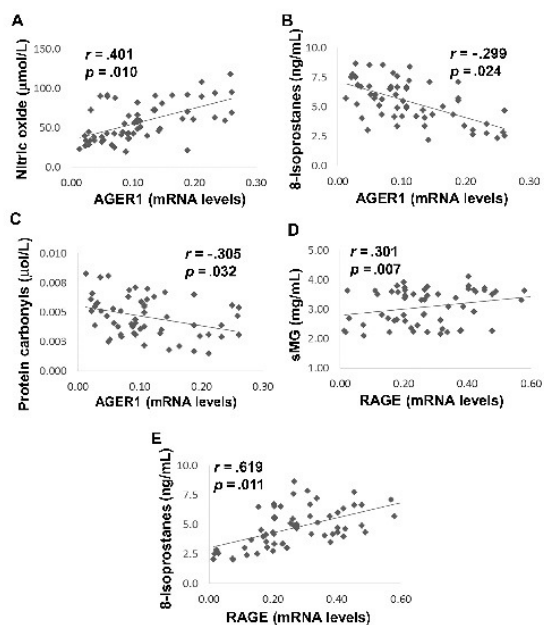 A
Nitric oxide (μmol/L)
150.0
100.0
50.0
0.0
r = .401
p = .010
0.00 0.10 0.20 0.30
AGER1 (mRNA levels)
B
8-Isoprostanes (ng/mL)
10.0
7.5
5.0
2.5
0.0
r = -.299
p = .024
0.00 0.10 0.20 0.30
AGER1 (mRNA levels)
C
Protein carbonyls (μol/L)
0.010
0.008
0.005
0.003
0.000
r = -.305
p = .032
0.00 0.10 0.20 0.30
AGER1 (mRNA levels)
D
sMG (mg/mL)
5.00
4.00
3.00
2.00
1.00
r = .301
p = .007
0.00 0.20 0.40 0.60
RAGE (mRNA levels)
E
8-Isoprostanes (ng/mL)
10.0
7.5
5.0
2.5
0.0
r = .619
p = .011
0.00 0.20 0.40 0.60
RAGE (mRNA levels)